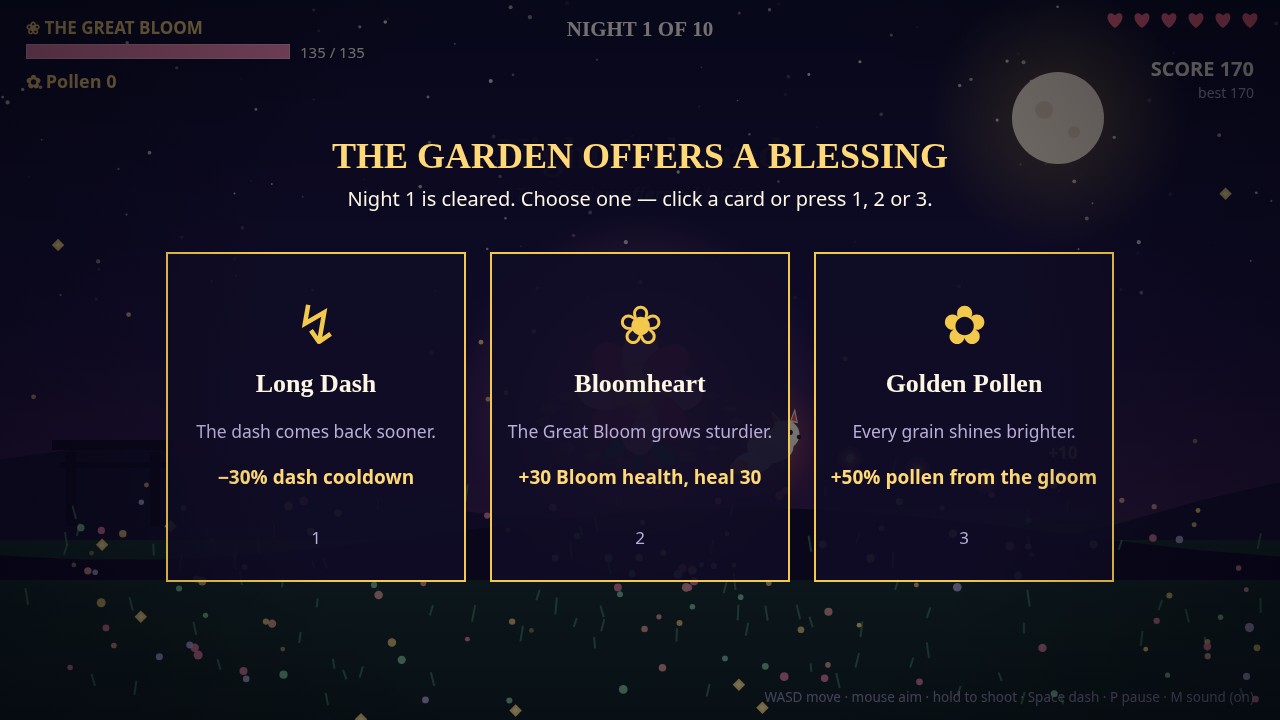 ❀ THE GREAT BLOOM
135 / 135
✿ Pollen 0
NIGHT 1 OF 10
SCORE 170
best 170
THE GARDEN OFFERS A BLESSING
Night 1 is cleared. Choose one — click a card or press 1, 2 or 3.
Long Dash
The dash comes back sooner.
−30% dash cooldown
1
Bloomheart
The Great Bloom grows sturdier.
+30 Bloom health, heal 30
2
Golden Pollen
Every grain shines brighter.
+10
+50% pollen from the gloom
3
WASD move · mouse aim · hold to shoot · Space dash · P pause · M sound (on)